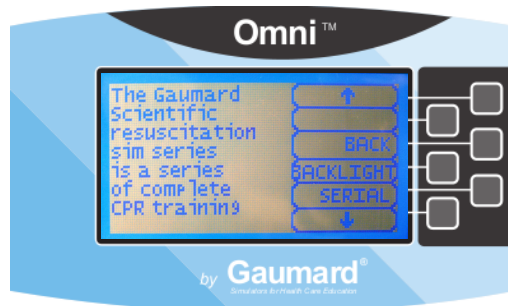 Omni™
The Gaumard
Scientific
resuscitation
sim series
is a series
of complete
CPR training
↑
BACK
BACKLIGHT
SERIAL
↓
by Gaumard®
Simulators for Health Care Education